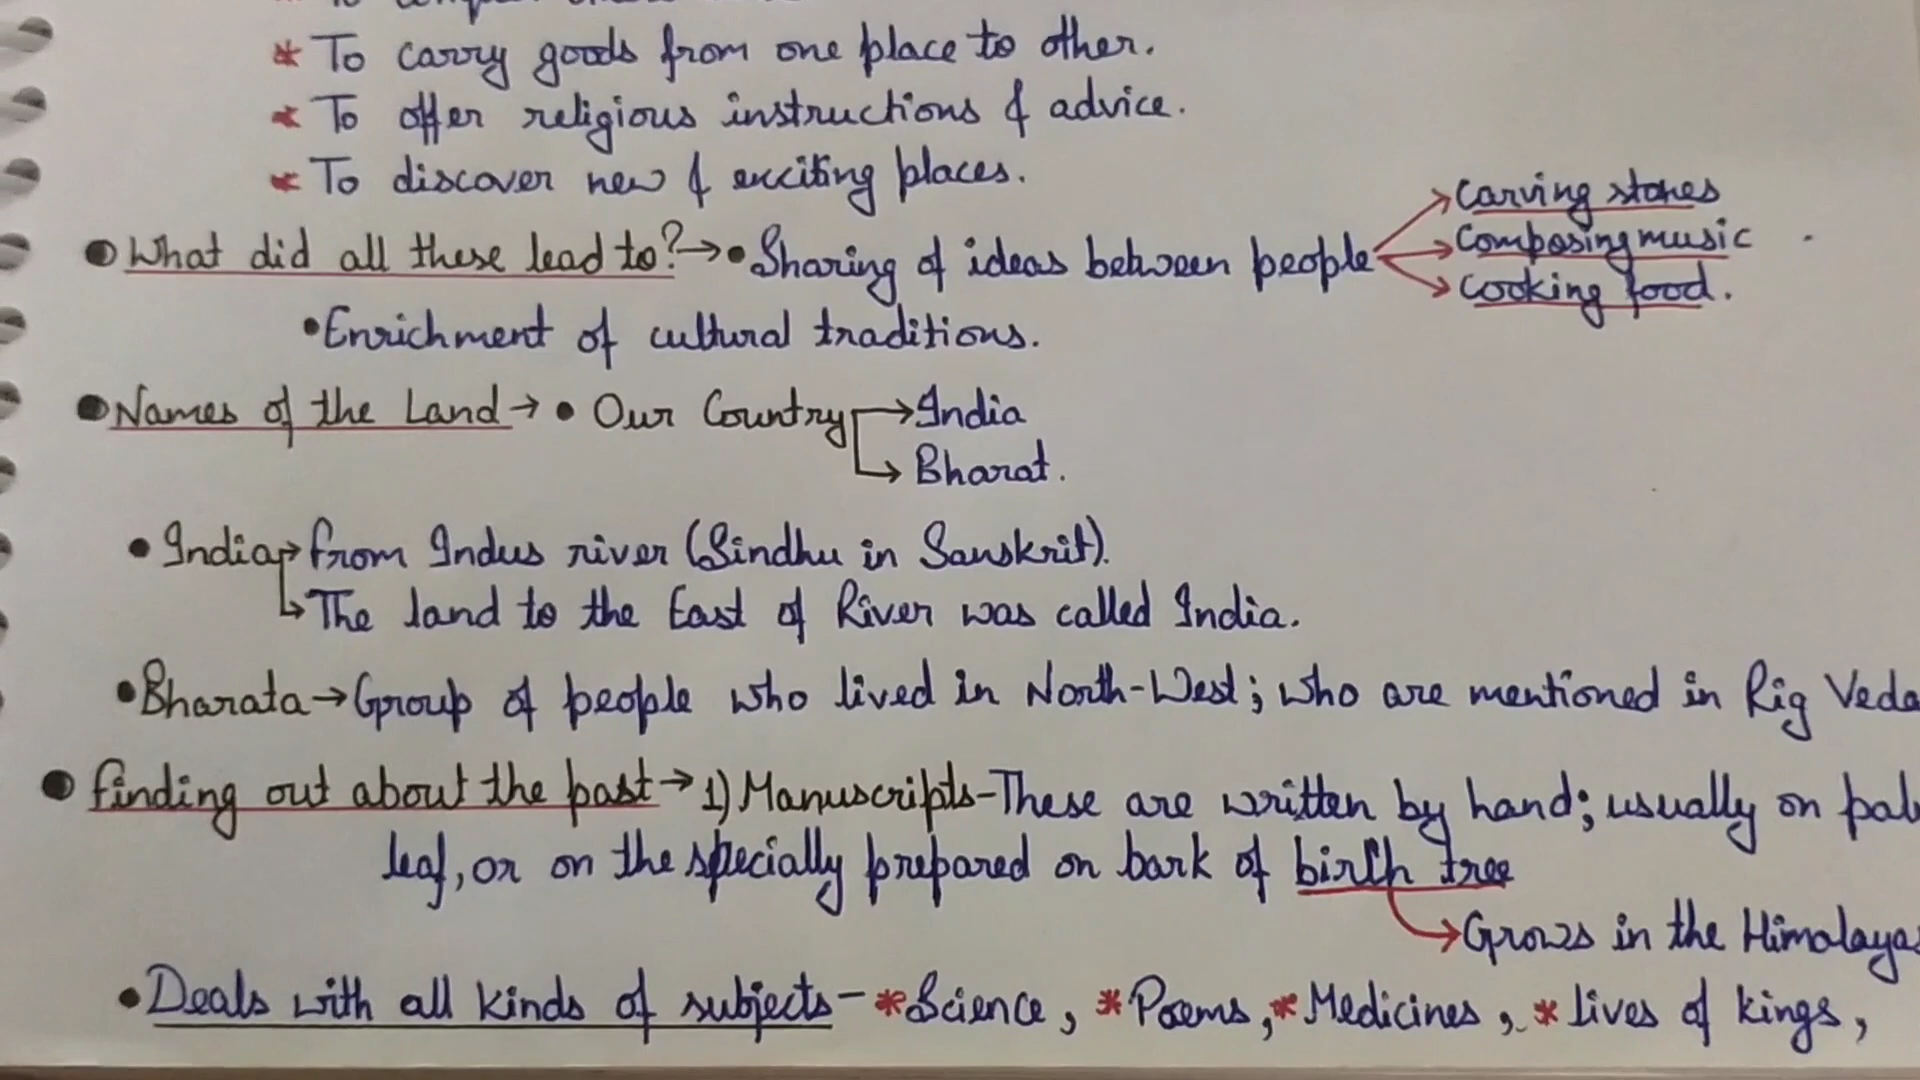 * To carry goods from one place to other.
* To offer religious instructions & advice.
* To discover new & exciting places.
● What did all these lead to? → • Sharing of ideas between people → Carving stones
→ Composing music
→ Cooking food.
• Enrichment of cultural traditions.
● Names of the Land → • Our Country → India
→ Bharat.
• India → from Indus river (Sindhu in Sanskrit).
↳ The land to the East of River was called India.
• Bharata → Group of people who lived in North-West; who are mentioned in Rig Veda
● finding out about the past → 1) Manuscripts - These are written by hand; usually on
leaf, or on the specially prepared on bark of birth tree
→ Grows in the Himalayas
• Deals with all kinds of subjects - * Science, * Poems, * Medicines, * lives of kings,